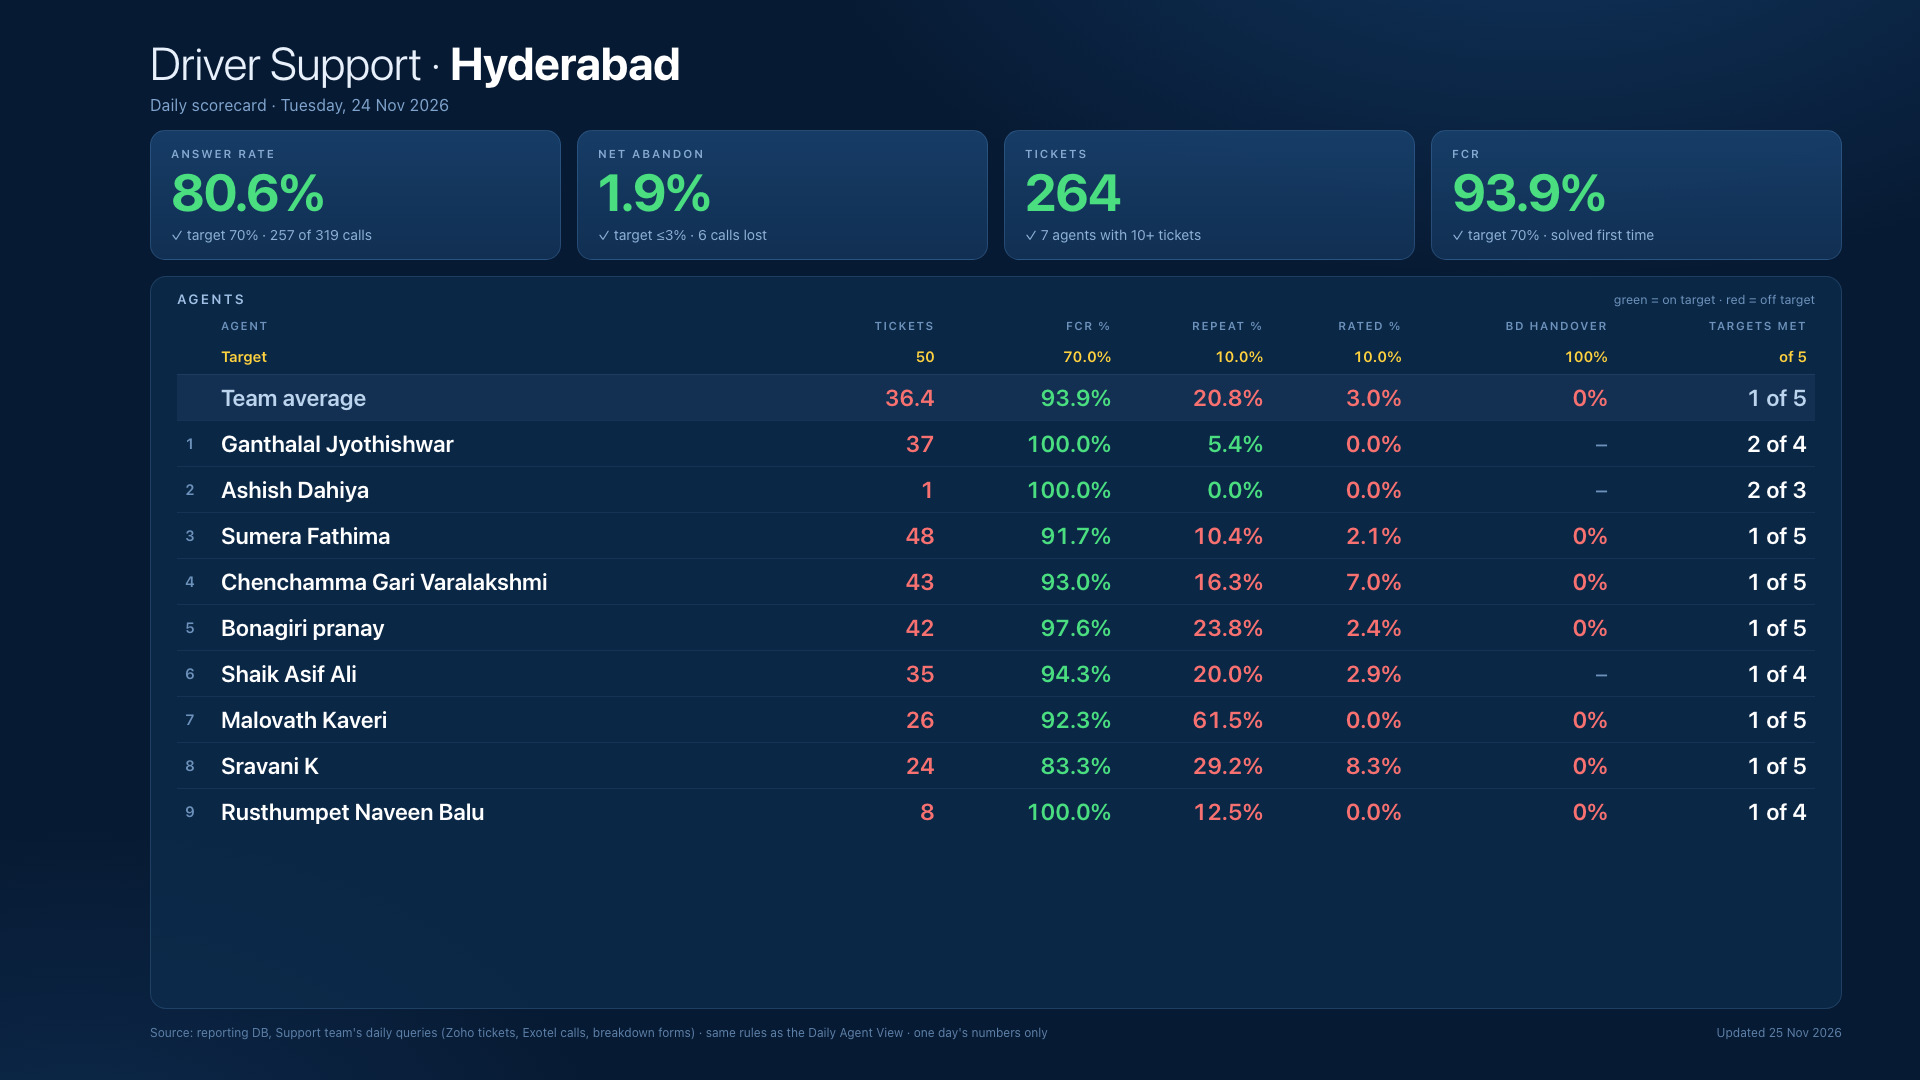 Driver Support · Hyderabad
Daily scorecard · Tuesday, 24 Nov 2026
ANSWER RATE
80.6%
✓ target 70% · 257 of 319 calls
NET ABANDON
1.9%
✓ target ≤3% · 6 calls lost
TICKETS
264
✓ 7 agents with 10+ tickets
FCR
93.9%
✓ target 70% · solved first time
AGENTS green = on target · red = off target
AGENT TICKETS FCR % REPEAT % RATED % BD HANDOVER TARGETS MET
Target 50 70.0% 10.0% 10.0% 100% of 5
Team average 36.4 93.9% 20.8% 3.0% 0% 1 of 5
1 Ganthalal Jyothishwar 37 100.0% 5.4% 0.0% – 2 of 4
2 Ashish Dahiya 1 100.0% 0.0% 0.0% – 2 of 3
3 Sumera Fathima 48 91.7% 10.4% 2.1% 0% 1 of 5
4 Chenchamma Gari Varalakshmi 43 93.0% 16.3% 7.0% 0% 1 of 5
5 Bonagiri pranay 42 97.6% 23.8% 2.4% 0% 1 of 5
6 Shaik Asif Ali 35 94.3% 20.0% 2.9% – 1 of 4
7 Malovath Kaveri 26 92.3% 61.5% 0.0% 0% 1 of 5
8 Sravani K 24 83.3% 29.2% 8.3% 0% 1 of 5
9 Rusthumpet Naveen Balu 8 100.0% 12.5% 0.0% 0% 1 of 4
Source: reporting DB, Support team's daily queries (Zoho tickets, Exotel calls, breakdown forms) · same rules as the Daily Agent View · one day's numbers only Updated 25 Nov 2026